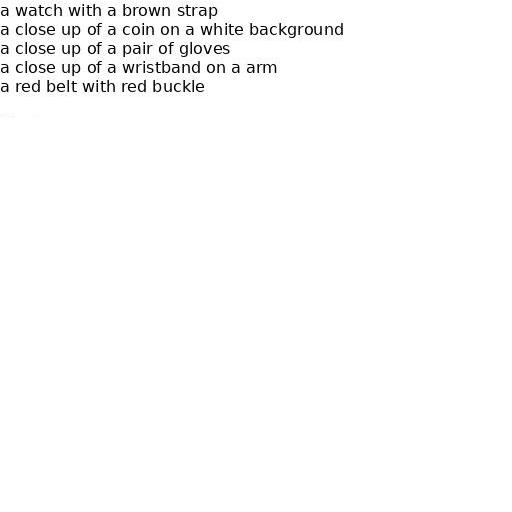 a watch with a brown strap
a close up of a coin on a white background
a close up of a pair of gloves
a close up of a wristband on a arm
a red belt with red buckle